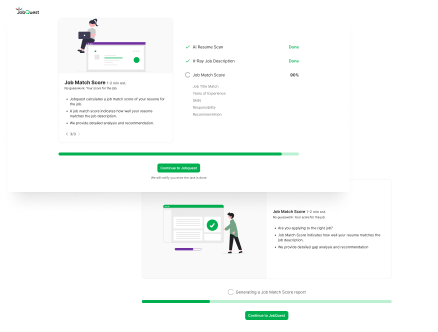 JobQuest
AI Resume Scan Done
X-Ray Job Description Done
Job Match Score 90%
Job Title Match
Years of Experience
Skills
Responsibility
Recommendation
Job Match Score 1-2 min est.
No guesswork. Your score for the job
Jobquest calculates a job match score of your resume for
the job.
A job match score indicates how well your resume
matches the job description.
We provide detailed analysis and recommendation
Continue to Jobquest
We will notify you once the
Job Match Score 1-2 min est.
No guesswork. Your score for the job.
Are you applying to the right job?
Job Match Score indicates how well your resume matches the
job description.
We provide detailed gap analysis and recommendation
Generating a Job Match Score report
Continue to JobQuest